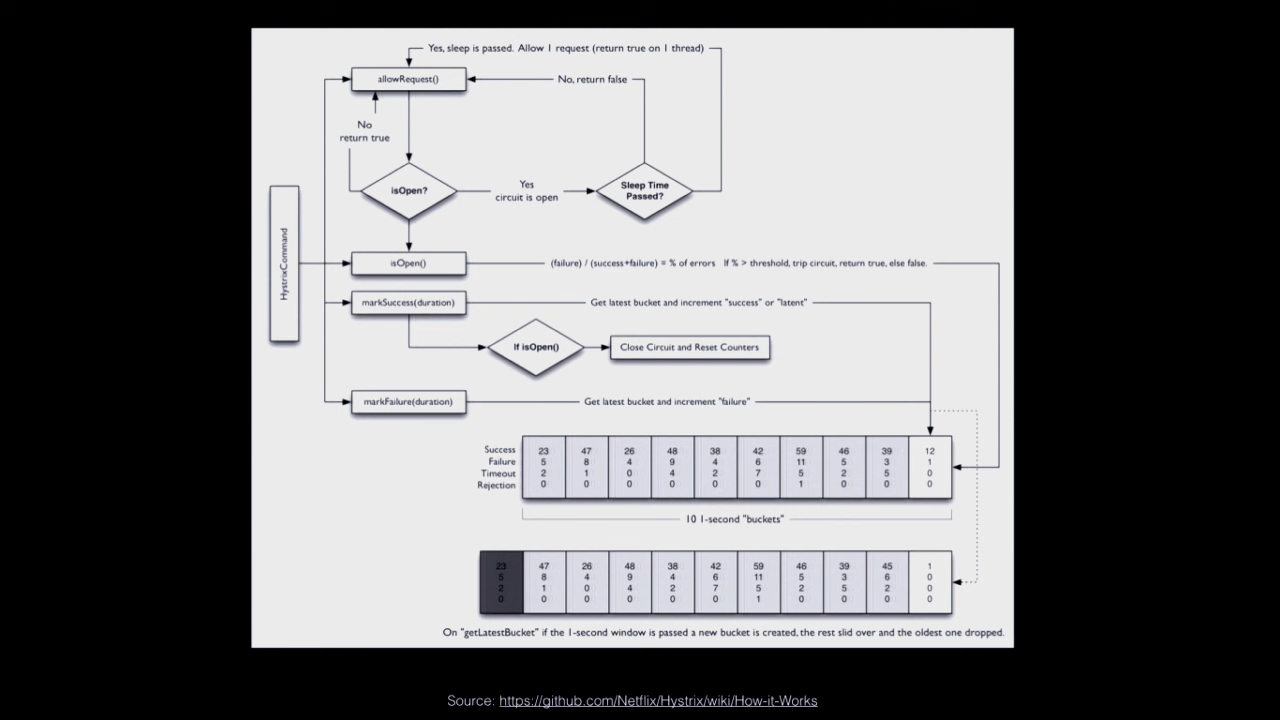 Yes, sleep is passed. Allow 1 request (return true on 1 thread)
allowRequest()
No, return false
No
return true
isOpen?
Yes
circuit is open
Sleep Time
Passed?
HystrixCommand
isOpen()
(failure) / (success+failure) = % of errors If % > threshold, trip circuit, return true, else false.
markSuccess(duration)
Get latest bucket and increment "success" or "latent"
If isOpen()
Close Circuit and Reset Counters
markFailure(duration)
Get latest bucket and increment "failure"
Success 23 47 26 48 38 42 59 46 39 12
Failure 5 8 4 9 4 6 11 5 3 1
Timeout 2 1 0 4 2 7 5 2 5 0
Rejection 0 0 0 0 0 0 1 0 0 0
10 1-second "buckets"
23 47 26 48 38 42 59 46 39 45 1
5 8 4 9 4 6 11 5 3 6 0
2 1 0 4 2 7 5 2 5 2 0
0 0 0 0 0 0 1 0 0 0 0
On "getLatestBucket" if the 1-second window is passed a new bucket is created, the rest slid over and the oldest one dropped.
Source: https://github.com/Netflix/Hystrix/wiki/How-it-Works